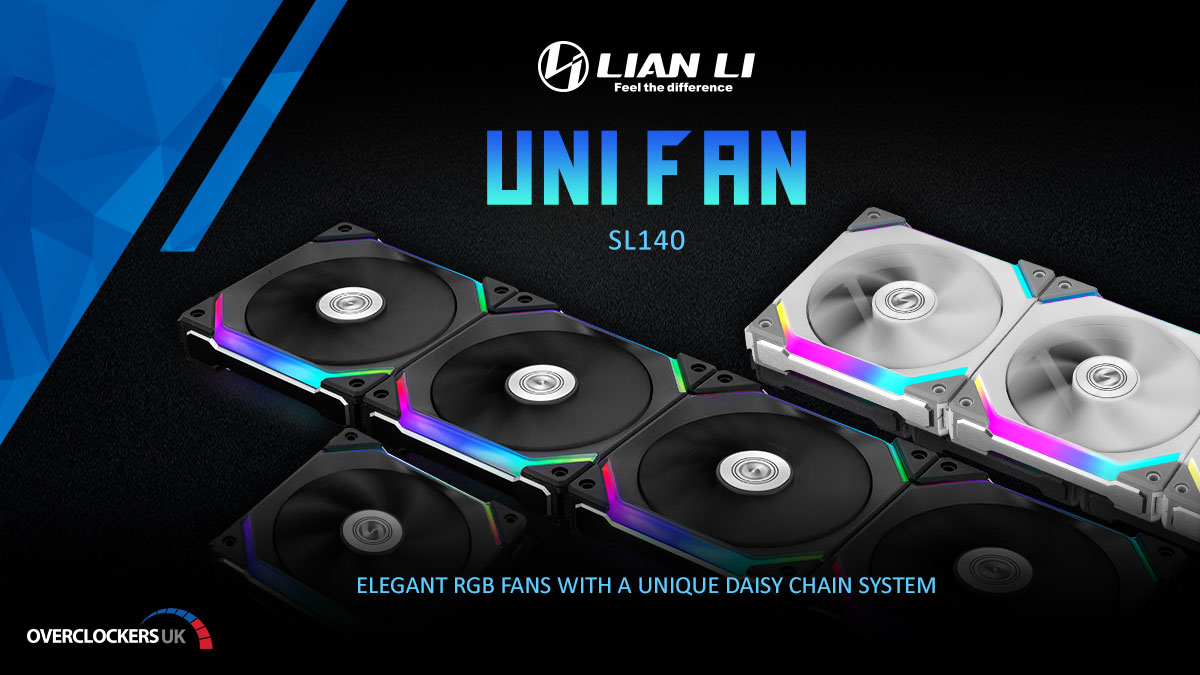 LIAN LI
Feel the difference
UNI FAN
SL140
ELEGANT RGB FANS WITH A UNIQUE DAISY CHAIN SYSTEM
OVERCLOCKERS UK